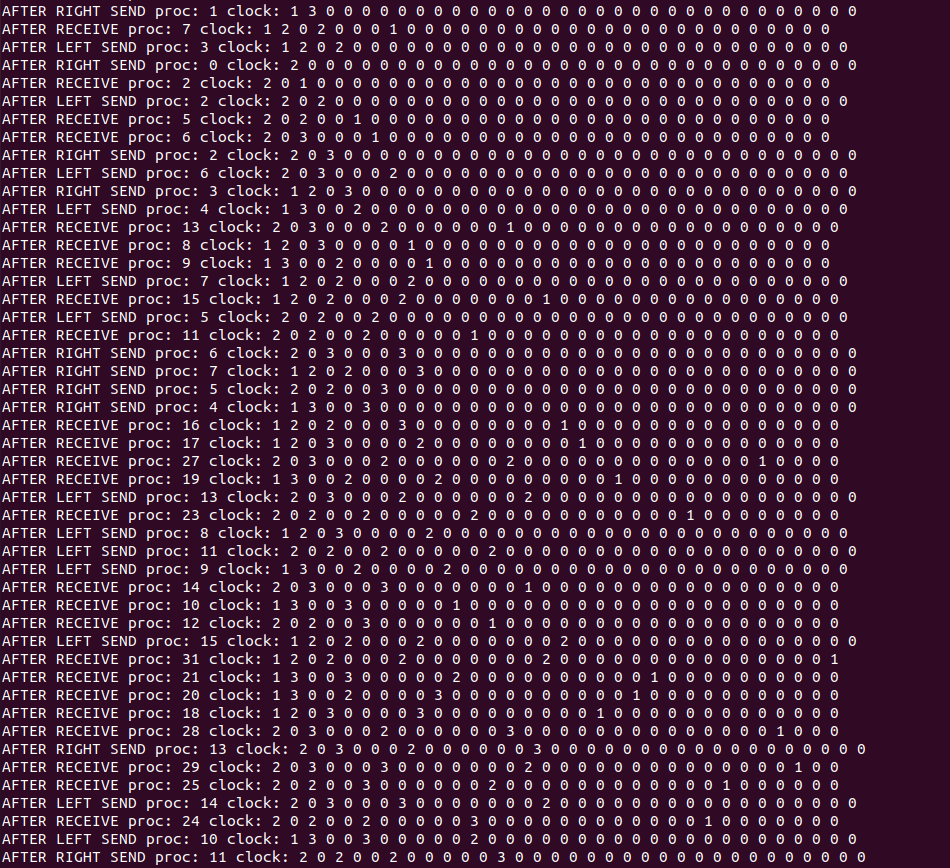 AFTER RIGHT SEND proc: 1 clock: 1 3 0 0 0 0 0 0 0 0 0 0 0 0 0 0 0 0 0 0 0 0 0 0 0 0 0 0 0 0 0 0
AFTER RECEIVE proc: 7 clock: 1 2 0 2 0 0 0 1 0 0 0 0 0 0 0 0 0 0 0 0 0 0 0 0 0 0 0 0 0 0 0 0
AFTER LEFT SEND proc: 3 clock: 1 2 0 2 0 0 0 0 0 0 0 0 0 0 0 0 0 0 0 0 0 0 0 0 0 0 0 0 0 0 0 0
AFTER RIGHT SEND proc: 0 clock: 2 0 0 0 0 0 0 0 0 0 0 0 0 0 0 0 0 0 0 0 0 0 0 0 0 0 0 0 0 0 0 0
AFTER RECEIVE proc: 2 clock: 2 0 1 0 0 0 0 0 0 0 0 0 0 0 0 0 0 0 0 0 0 0 0 0 0 0 0 0 0 0 0 0
AFTER LEFT SEND proc: 2 clock: 2 0 2 0 0 0 0 0 0 0 0 0 0 0 0 0 0 0 0 0 0 0 0 0 0 0 0 0 0 0 0 0
AFTER RECEIVE proc: 5 clock: 2 0 2 0 0 1 0 0 0 0 0 0 0 0 0 0 0 0 0 0 0 0 0 0 0 0 0 0 0 0 0 0
AFTER RECEIVE proc: 6 clock: 2 0 3 0 0 0 1 0 0 0 0 0 0 0 0 0 0 0 0 0 0 0 0 0 0 0 0 0 0 0 0 0
AFTER RIGHT SEND proc: 2 clock: 2 0 3 0 0 0 0 0 0 0 0 0 0 0 0 0 0 0 0 0 0 0 0 0 0 0 0 0 0 0 0 0
AFTER LEFT SEND proc: 6 clock: 2 0 3 0 0 0 2 0 0 0 0 0 0 0 0 0 0 0 0 0 0 0 0 0 0 0 0 0 0 0 0 0
AFTER RIGHT SEND proc: 3 clock: 1 2 0 3 0 0 0 0 0 0 0 0 0 0 0 0 0 0 0 0 0 0 0 0 0 0 0 0 0 0 0 0
AFTER LEFT SEND proc: 4 clock: 1 3 0 0 2 0 0 0 0 0 0 0 0 0 0 0 0 0 0 0 0 0 0 0 0 0 0 0 0 0 0 0
AFTER RECEIVE proc: 13 clock: 2 0 3 0 0 0 2 0 0 0 0 0 0 1 0 0 0 0 0 0 0 0 0 0 0 0 0 0 0 0 0 0
AFTER RECEIVE proc: 8 clock: 1 2 0 3 0 0 0 0 1 0 0 0 0 0 0 0 0 0 0 0 0 0 0 0 0 0 0 0 0 0 0 0
AFTER RECEIVE proc: 9 clock: 1 3 0 0 2 0 0 0 0 1 0 0 0 0 0 0 0 0 0 0 0 0 0 0 0 0 0 0 0 0 0 0
AFTER LEFT SEND proc: 7 clock: 1 2 0 2 0 0 0 2 0 0 0 0 0 0 0 0 0 0 0 0 0 0 0 0 0 0 0 0 0 0 0 0
AFTER RECEIVE proc: 15 clock: 1 2 0 2 0 0 0 2 0 0 0 0 0 0 0 1 0 0 0 0 0 0 0 0 0 0 0 0 0 0 0 0
AFTER LEFT SEND proc: 5 clock: 2 0 2 0 0 2 0 0 0 0 0 0 0 0 0 0 0 0 0 0 0 0 0 0 0 0 0 0 0 0 0 0
AFTER RECEIVE proc: 11 clock: 2 0 2 0 0 2 0 0 0 0 0 1 0 0 0 0 0 0 0 0 0 0 0 0 0 0 0 0 0 0 0 0
AFTER RIGHT SEND proc: 6 clock: 2 0 3 0 0 0 3 0 0 0 0 0 0 0 0 0 0 0 0 0 0 0 0 0 0 0 0 0 0 0 0 0
AFTER RIGHT SEND proc: 7 clock: 1 2 0 2 0 0 0 3 0 0 0 0 0 0 0 0 0 0 0 0 0 0 0 0 0 0 0 0 0 0 0 0
AFTER RIGHT SEND proc: 5 clock: 2 0 2 0 0 3 0 0 0 0 0 0 0 0 0 0 0 0 0 0 0 0 0 0 0 0 0 0 0 0 0 0
AFTER RIGHT SEND proc: 4 clock: 1 3 0 0 3 0 0 0 0 0 0 0 0 0 0 0 0 0 0 0 0 0 0 0 0 0 0 0 0 0 0 0
AFTER RECEIVE proc: 16 clock: 1 2 0 2 0 0 0 3 0 0 0 0 0 0 0 0 1 0 0 0 0 0 0 0 0 0 0 0 0 0 0 0
AFTER RECEIVE proc: 17 clock: 1 2 0 3 0 0 0 0 2 0 0 0 0 0 0 0 0 1 0 0 0 0 0 0 0 0 0 0 0 0 0 0
AFTER RECEIVE proc: 27 clock: 2 0 3 0 0 0 2 0 0 0 0 0 0 2 0 0 0 0 0 0 0 0 0 0 0 0 0 1 0 0 0 0
AFTER RECEIVE proc: 19 clock: 1 3 0 0 2 0 0 0 0 2 0 0 0 0 0 0 0 0 0 1 0 0 0 0 0 0 0 0 0 0 0 0
AFTER LEFT SEND proc: 13 clock: 2 0 3 0 0 0 2 0 0 0 0 0 0 2 0 0 0 0 0 0 0 0 0 0 0 0 0 0 0 0 0 0
AFTER RECEIVE proc: 23 clock: 2 0 2 0 0 2 0 0 0 0 0 2 0 0 0 0 0 0 0 0 0 0 0 1 0 0 0 0 0 0 0 0
AFTER LEFT SEND proc: 8 clock: 1 2 0 3 0 0 0 0 2 0 0 0 0 0 0 0 0 0 0 0 0 0 0 0 0 0 0 0 0 0 0 0
AFTER LEFT SEND proc: 11 clock: 2 0 2 0 0 2 0 0 0 0 0 2 0 0 0 0 0 0 0 0 0 0 0 0 0 0 0 0 0 0 0 0
AFTER LEFT SEND proc: 9 clock: 1 3 0 0 2 0 0 0 0 2 0 0 0 0 0 0 0 0 0 0 0 0 0 0 0 0 0 0 0 0 0 0
AFTER RECEIVE proc: 14 clock: 2 0 3 0 0 0 3 0 0 0 0 0 0 0 1 0 0 0 0 0 0 0 0 0 0 0 0 0 0 0 0 0
AFTER RECEIVE proc: 10 clock: 1 3 0 0 3 0 0 0 0 0 1 0 0 0 0 0 0 0 0 0 0 0 0 0 0 0 0 0 0 0 0 0
AFTER RECEIVE proc: 12 clock: 2 0 2 0 0 3 0 0 0 0 0 0 1 0 0 0 0 0 0 0 0 0 0 0 0 0 0 0 0 0 0 0
AFTER LEFT SEND proc: 15 clock: 1 2 0 2 0 0 0 2 0 0 0 0 0 0 0 2 0 0 0 0 0 0 0 0 0 0 0 0 0 0 0 0
AFTER RECEIVE proc: 31 clock: 1 2 0 2 0 0 0 2 0 0 0 0 0 0 0 2 0 0 0 0 0 0 0 0 0 0 0 0 0 0 0 1
AFTER RECEIVE proc: 21 clock: 1 3 0 0 3 0 0 0 0 0 2 0 0 0 0 0 0 0 0 0 0 1 0 0 0 0 0 0 0 0 0 0
AFTER RECEIVE proc: 20 clock: 1 3 0 0 2 0 0 0 0 3 0 0 0 0 0 0 0 0 0 0 1 0 0 0 0 0 0 0 0 0 0 0
AFTER RECEIVE proc: 18 clock: 1 2 0 3 0 0 0 0 3 0 0 0 0 0 0 0 0 0 1 0 0 0 0 0 0 0 0 0 0 0 0 0
AFTER RECEIVE proc: 28 clock: 2 0 3 0 0 0 2 0 0 0 0 0 0 3 0 0 0 0 0 0 0 0 0 0 0 0 0 0 1 0 0 0
AFTER RIGHT SEND proc: 13 clock: 2 0 3 0 0 0 2 0 0 0 0 0 0 3 0 0 0 0 0 0 0 0 0 0 0 0 0 0 0 0 0 0
AFTER RECEIVE proc: 29 clock: 2 0 3 0 0 0 3 0 0 0 0 0 0 0 2 0 0 0 0 0 0 0 0 0 0 0 0 0 0 1 0 0
AFTER RECEIVE proc: 25 clock: 2 0 2 0 0 3 0 0 0 0 0 0 2 0 0 0 0 0 0 0 0 0 0 0 0 1 0 0 0 0 0 0
AFTER LEFT SEND proc: 14 clock: 2 0 3 0 0 0 3 0 0 0 0 0 0 0 2 0 0 0 0 0 0 0 0 0 0 0 0 0 0 0 0 0
AFTER RECEIVE proc: 24 clock: 2 0 2 0 0 2 0 0 0 0 0 3 0 0 0 0 0 0 0 0 0 0 0 0 1 0 0 0 0 0 0 0
AFTER LEFT SEND proc: 10 clock: 1 3 0 0 3 0 0 0 0 0 2 0 0 0 0 0 0 0 0 0 0 0 0 0 0 0 0 0 0 0 0 0
AFTER RIGHT SEND proc: 11 clock: 2 0 2 0 0 2 0 0 0 0 0 3 0 0 0 0 0 0 0 0 0 0 0 0 0 0 0 0 0 0 0 0